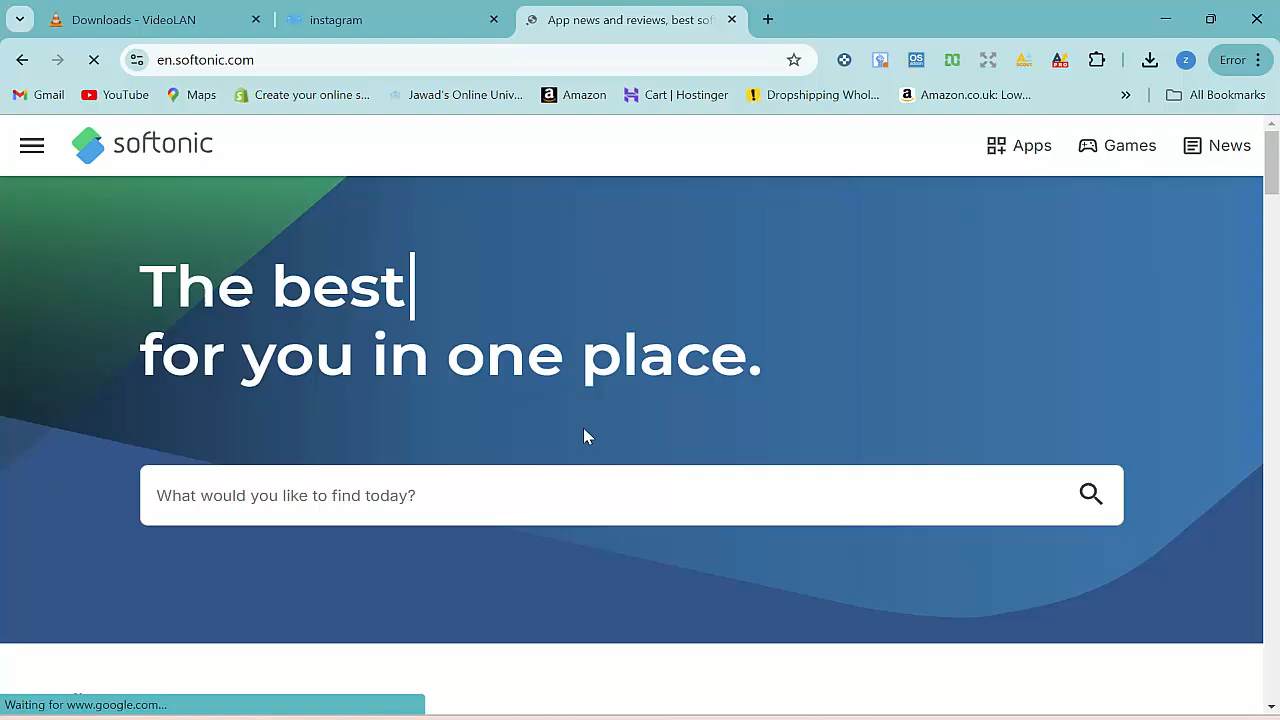 Downloads - VideoLAN
instagram
App news and reviews, best sof
en.softonic.com
Error
Gmail
YouTube
Maps
Create your online s...
Jawad's Online Univ...
Amazon
Cart | Hostinger
Dropshipping Whol...
Amazon.co.uk: Low...
All Bookmarks
softonic
Apps
Games
News
The best
for you in one place.
What would you like to find today?
Waiting for www.google.com...